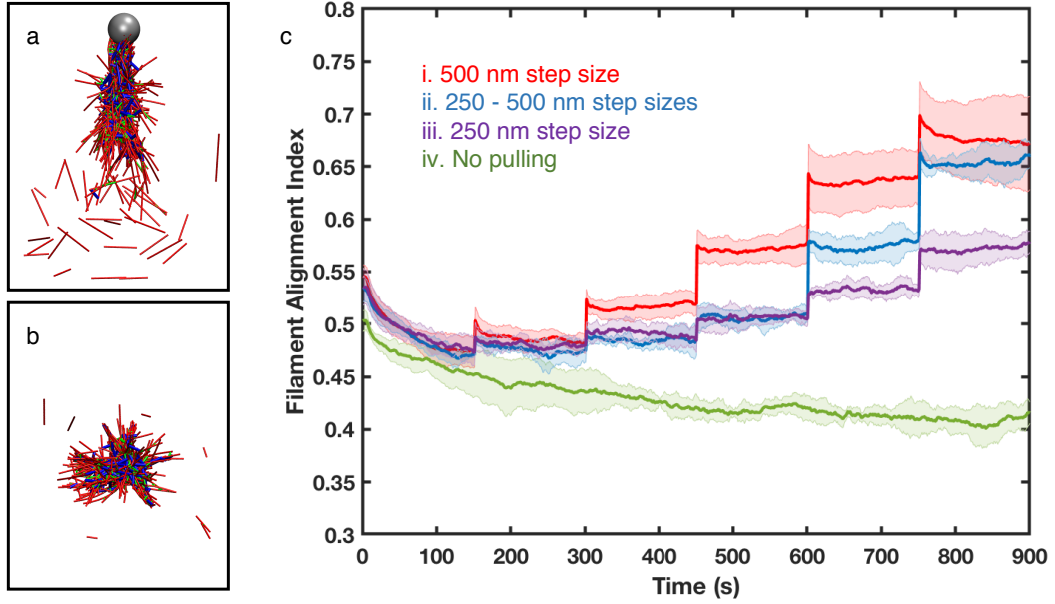 a
b
c
i. 500 nm step size
ii. 250 - 500 nm step sizes
iii. 250 nm step size
iv. No pulling
Filament Alignment Index
0.8
0.75
0.7
0.65
0.6
0.55
0.5
0.45
0.4
0.35
0.3
0 100 200 300 400 500 600 700 800 900
Time (s)